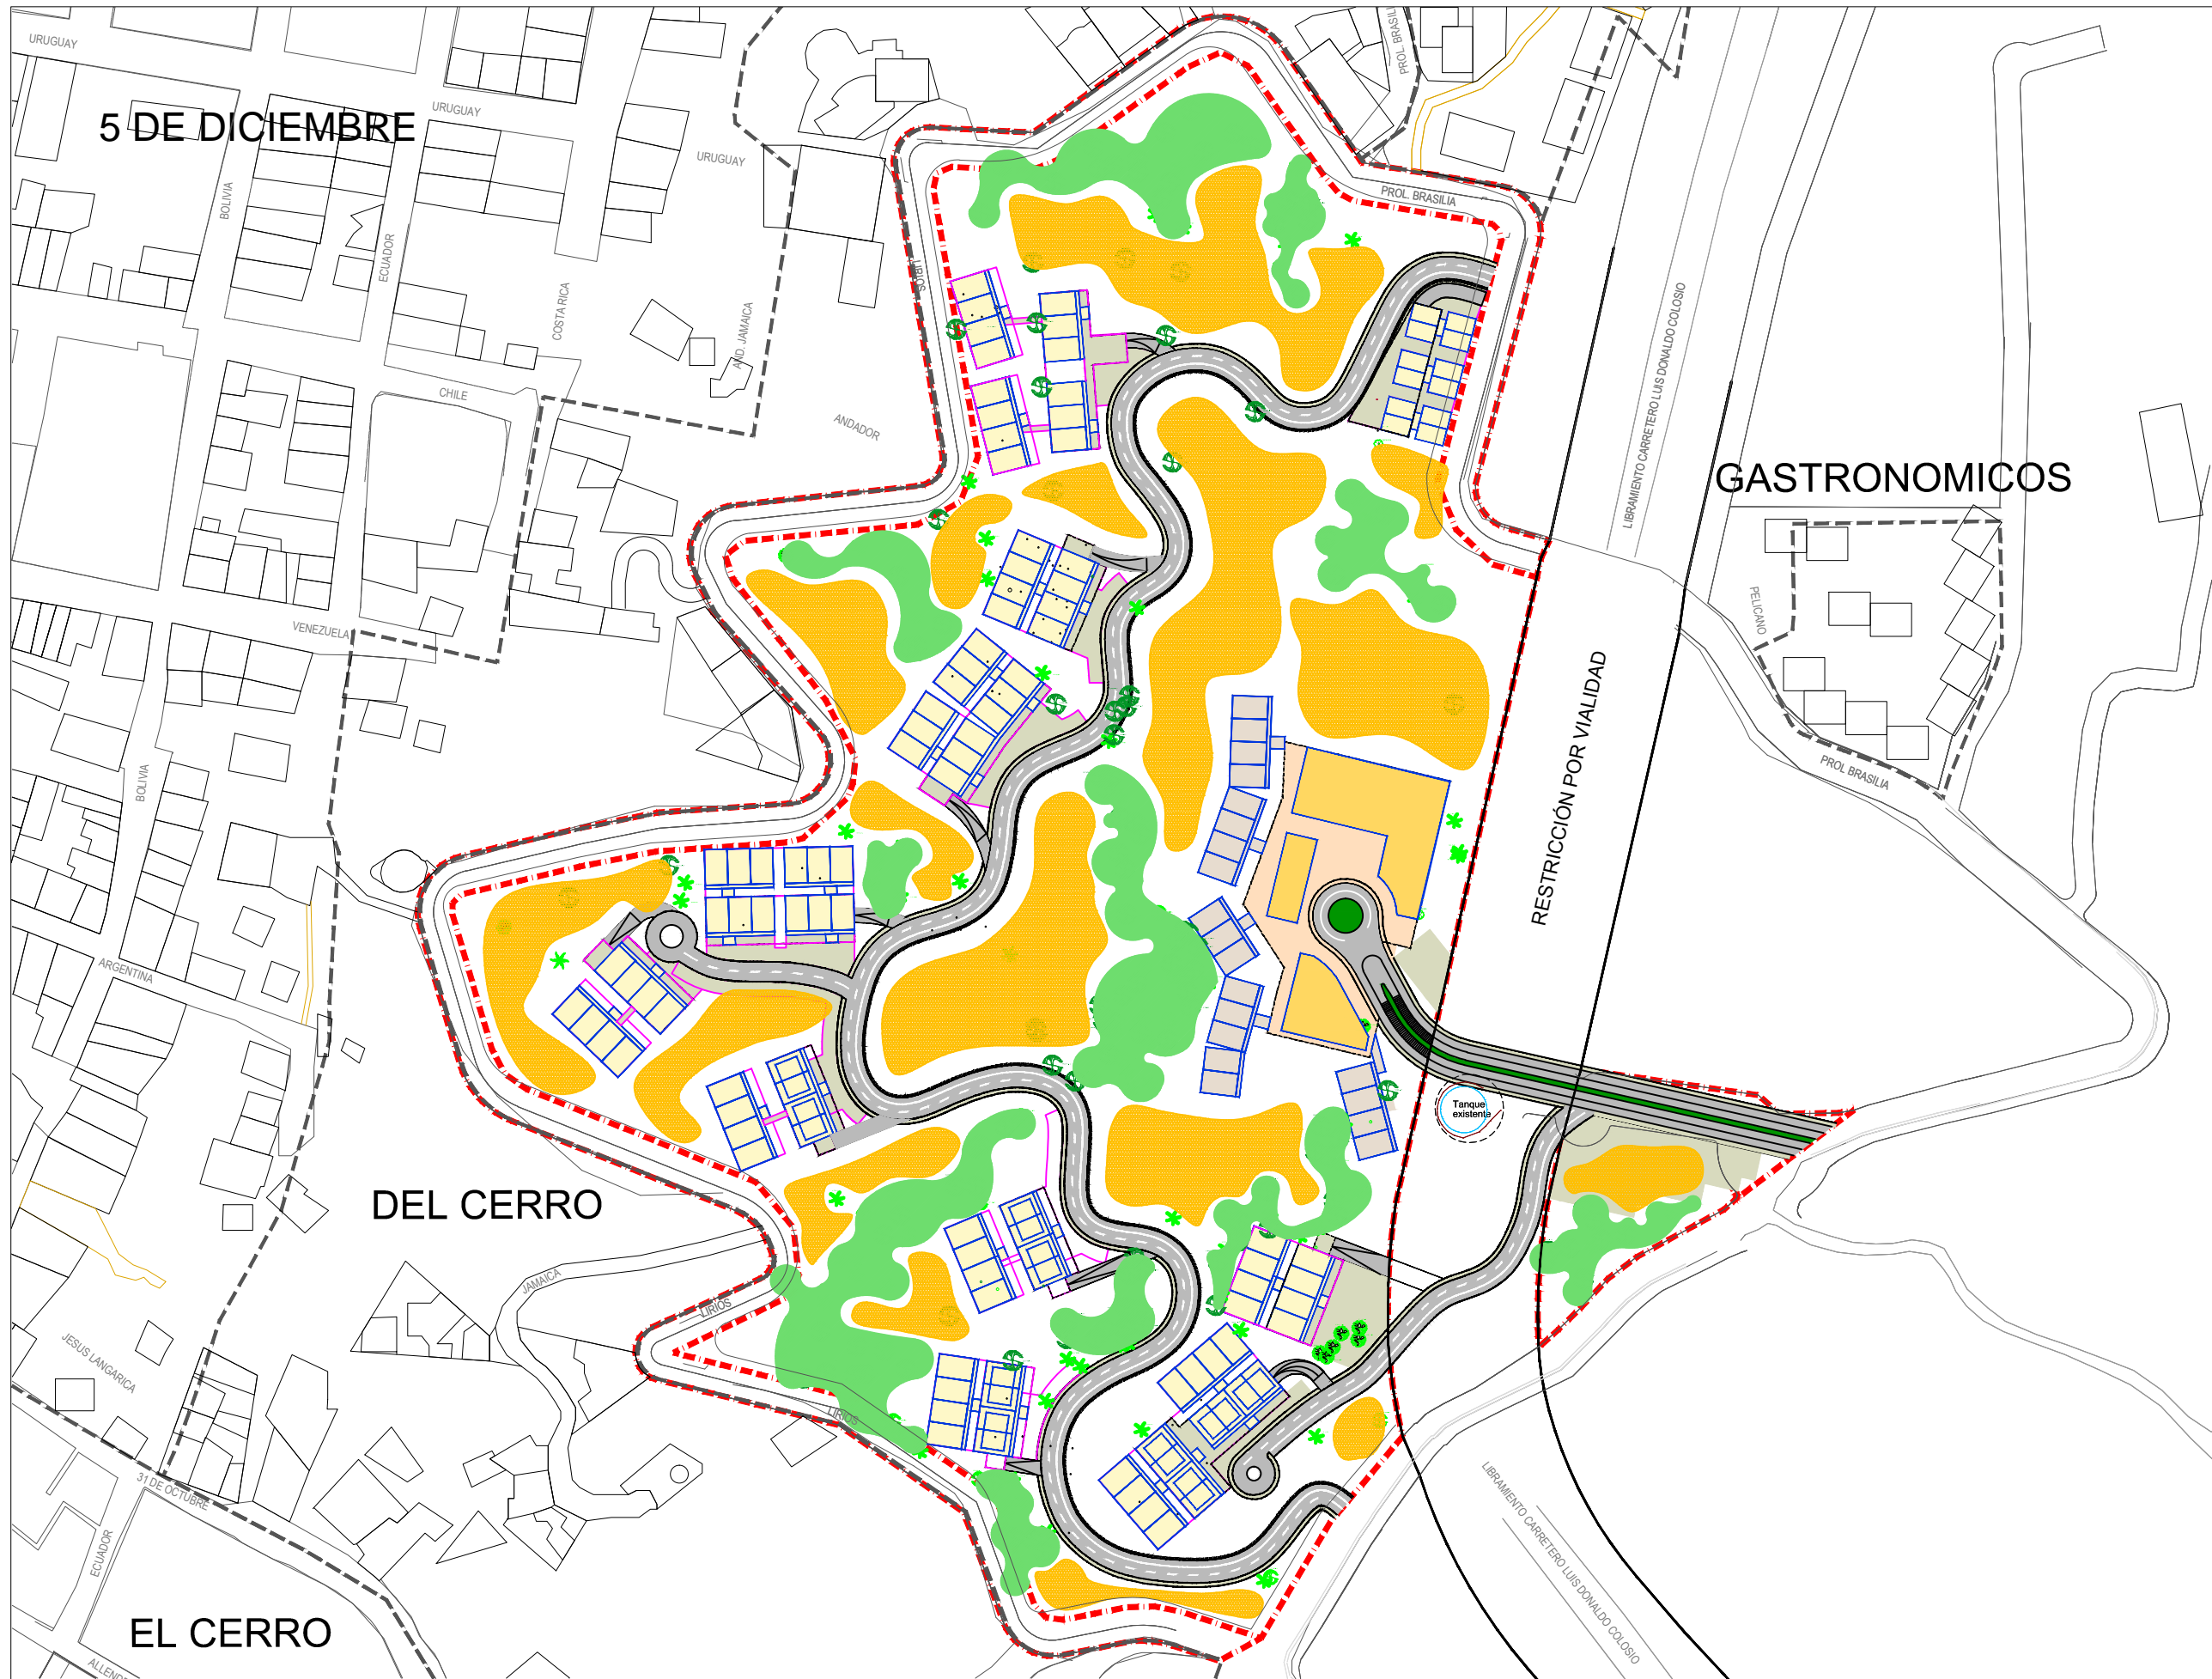 URUGUAY
5 DE DICIEMBRE
URUGUAY
URUGUAY
BOLIVIA
ECUADOR
COSTA RICA
AND. JAMAICA
LIRIOS
PROL. BRASILIA
PROL. BRASILIA
LIBRAMIENTO CARRETERO LUIS DONALDO COLOSIO
CHILE
ANDADOR
GASTRONOMICOS
VENEZUELA
PELICANO
RESTRICCIÓN POR VIALIDAD
BOLIVIA
PROL BRASILIA
ARGENTINA
Tanque
existente
DEL CERRO
JAMAICA
LIRIOS
JESUS LANGARICA
LIRIOS
31 DE OCTUBRE
ECUADOR
LIBRAMIENTO CARRETERO LUIS DONALDO COLOSIO
EL CERRO